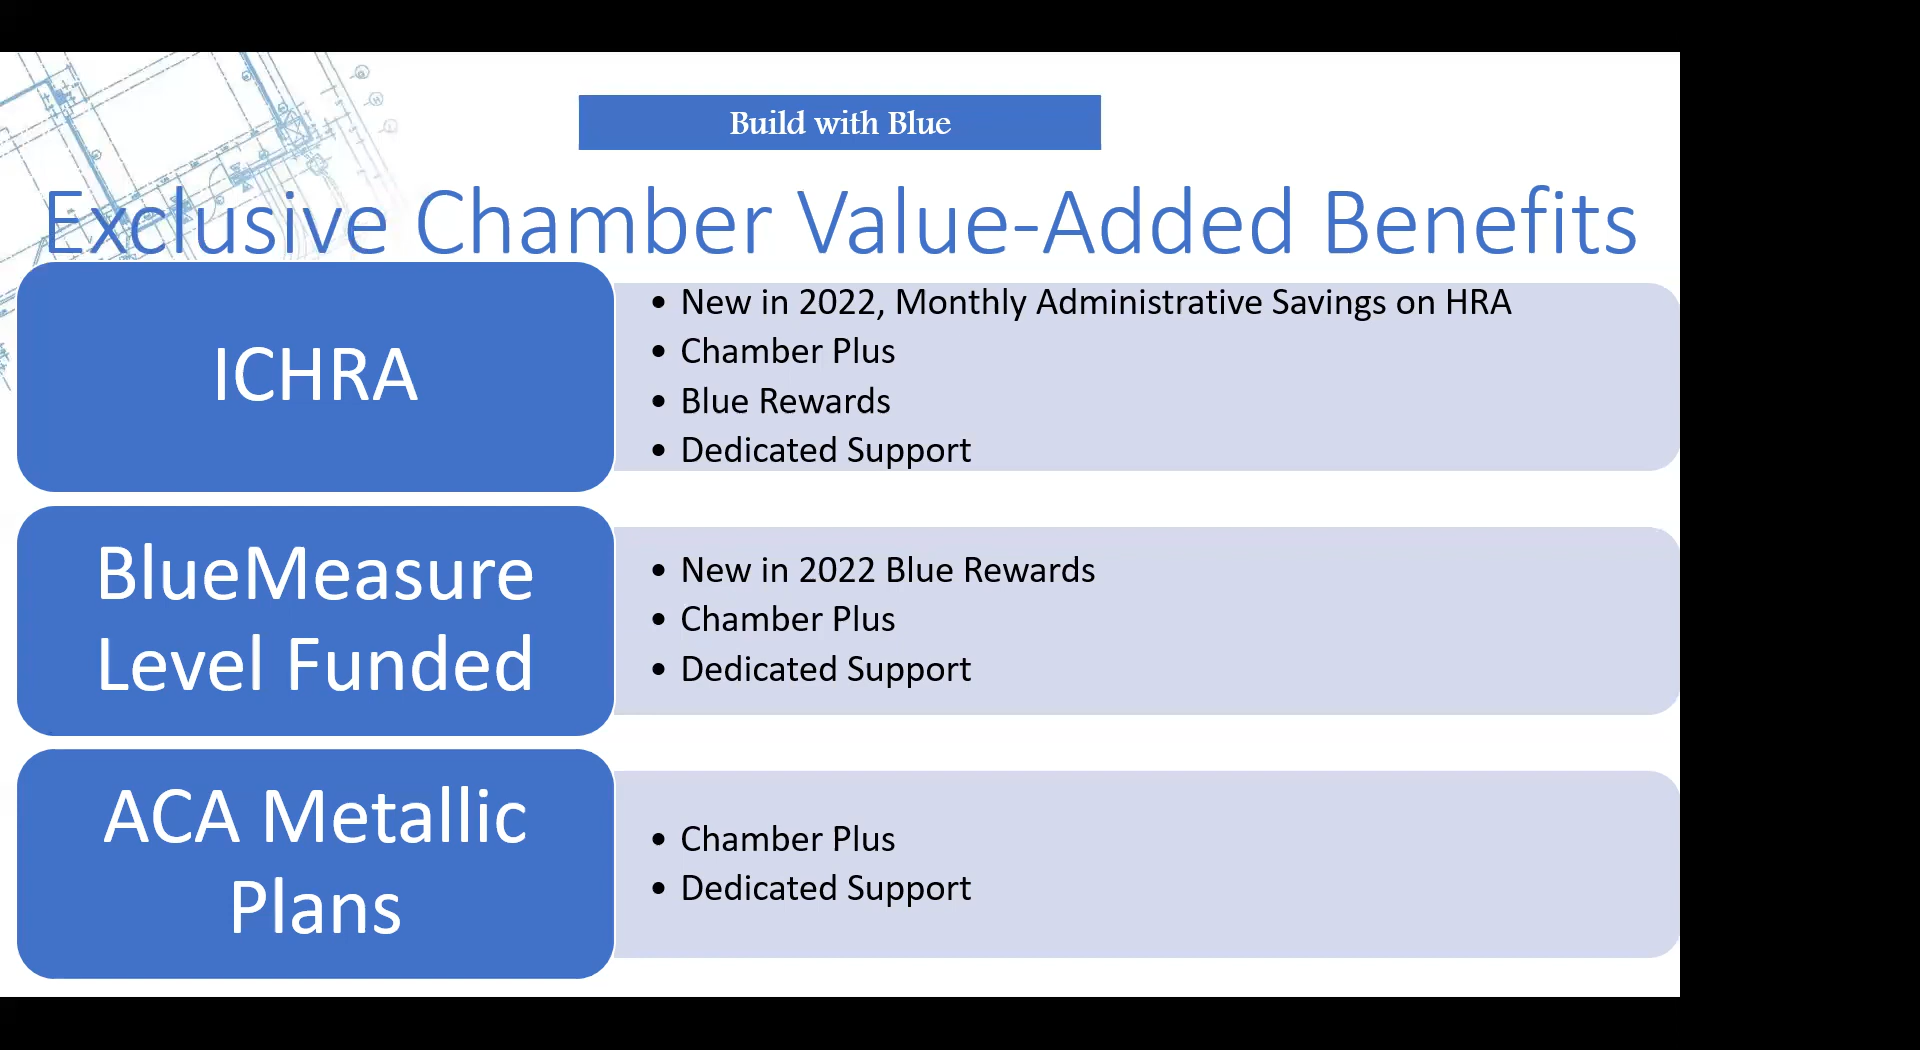 Build with Blue
Exclusive Chamber Value-Added Benefits
ICHRA
• New in 2022, Monthly Administrative Savings on HRA
• Chamber Plus
• Blue Rewards
• Dedicated Support
BlueMeasure
Level Funded
• New in 2022 Blue Rewards
• Chamber Plus
• Dedicated Support
ACA Metallic
Plans
• Chamber Plus
• Dedicated Support